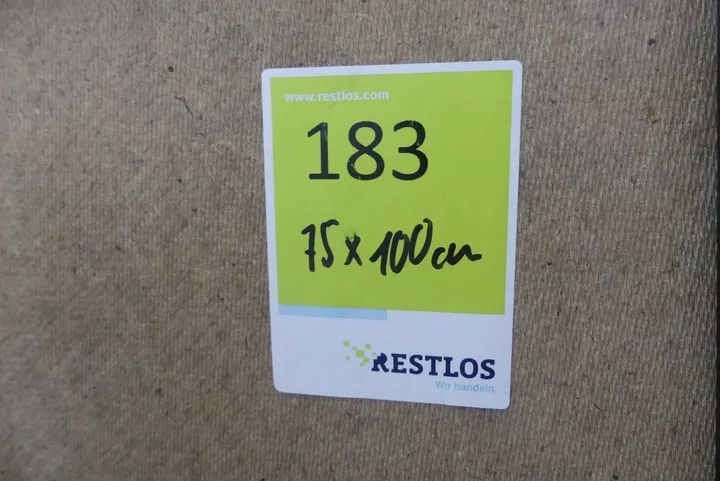 www.restlos.com
183
75 x 100 cm
RESTLOS
Wir handeln.